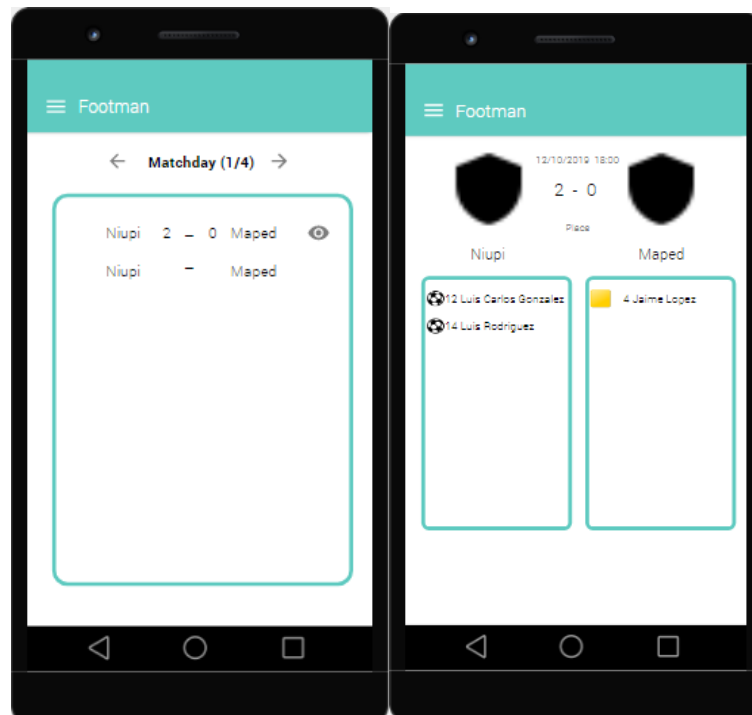 Footman
Matchday (1/4)
Niupi 2 – 0 Maped
Niupi – Maped
Footman
12/10/2019 18:00
2 - 0
Place
Niupi Maped
12 Luis Carlos Gonzalez
14 Luis Rodriguez
4 Jaime Lopez